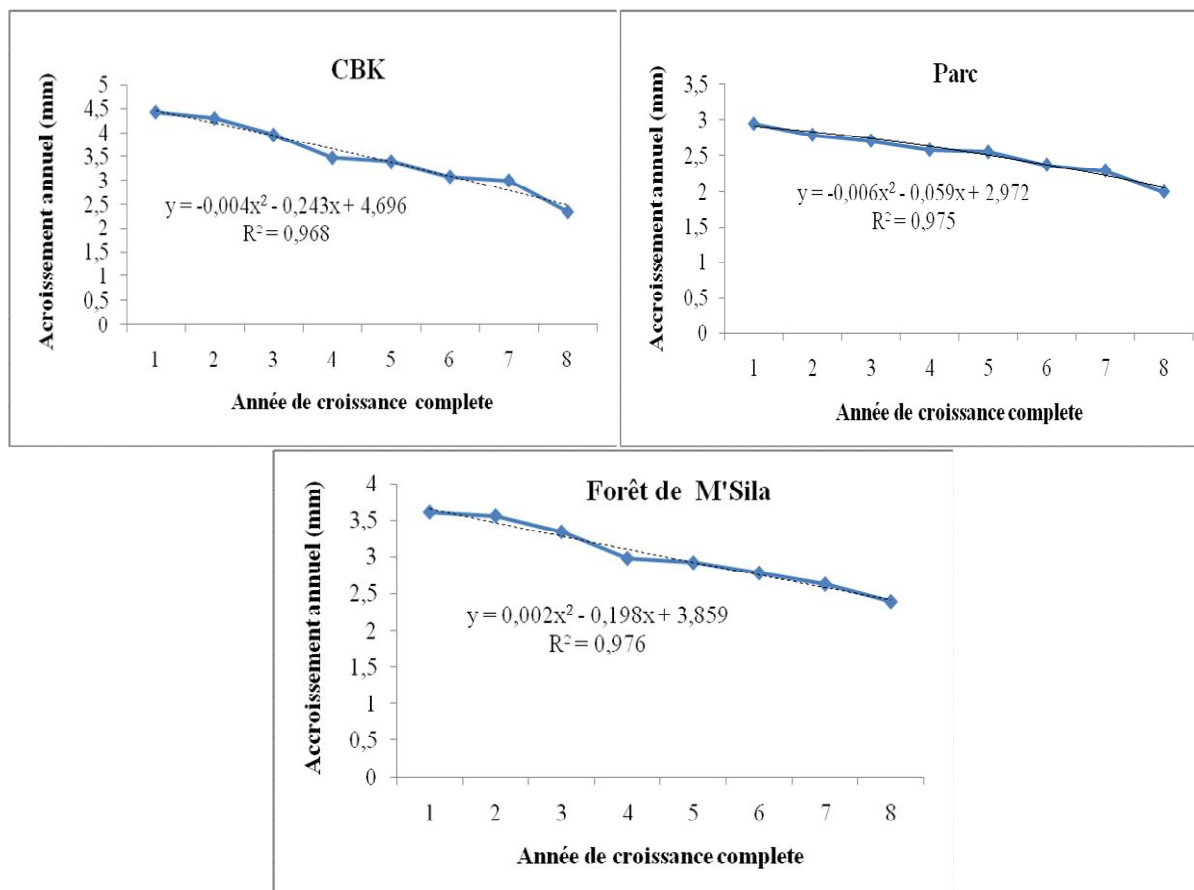 CBK
Acroissement annuel (mm)
5
4,5
4
3,5
3
2,5
2
1,5
1
0,5
0
y = -0,004x² - 0,243x + 4,696
R² = 0,968
1 2 3 4 5 6 7 8
Année de croissance complete
Parc
Accroissement annuel (mm)
3,5
3
2,5
2
1,5
1
0,5
0
y = -0,006x² - 0,059x + 2,972
R² = 0,975
1 2 3 4 5 6 7 8
Année de croissance complete
Forêt de M'Sila
Accroissement annuel (mm)
4
3,5
3
2,5
2
1,5
1
0,5
0
y = 0,002x² - 0,198x + 3,859
R² = 0,976
1 2 3 4 5 6 7 8
Année de croissance complete